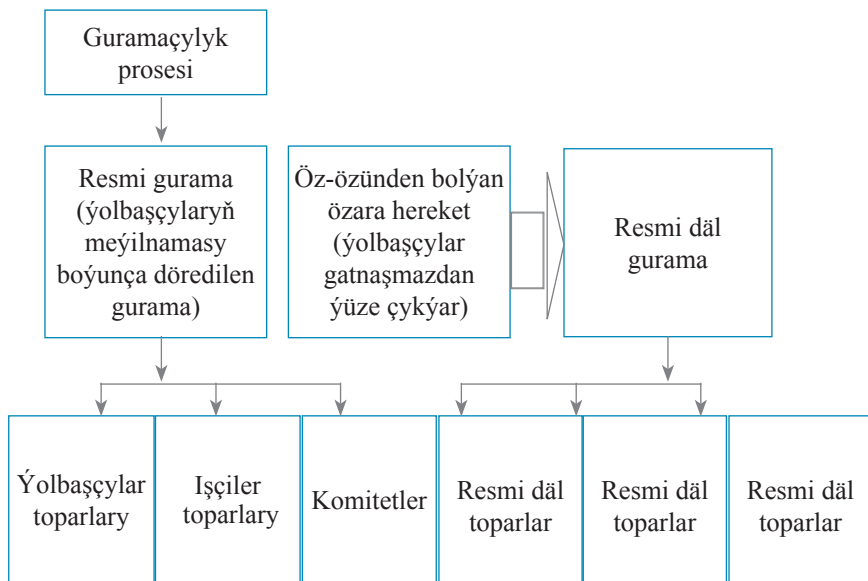 Guramaçylyk
prosesi
Resmi gurama
(ýolbaşçylaryň
meýilnamasy
boýunça döredilen
gurama)
Öz-özünden bolýan
özara hereket
(ýolbaşçylar
gatnaşmazdan
ýüze çykýar)
Resmi däl
gurama
Ýolbaşçylar
toparlary
Işçiler
toparlary
Komitetler
Resmi däl
toparlar
Resmi däl
toparlar
Resmi däl
toparlar